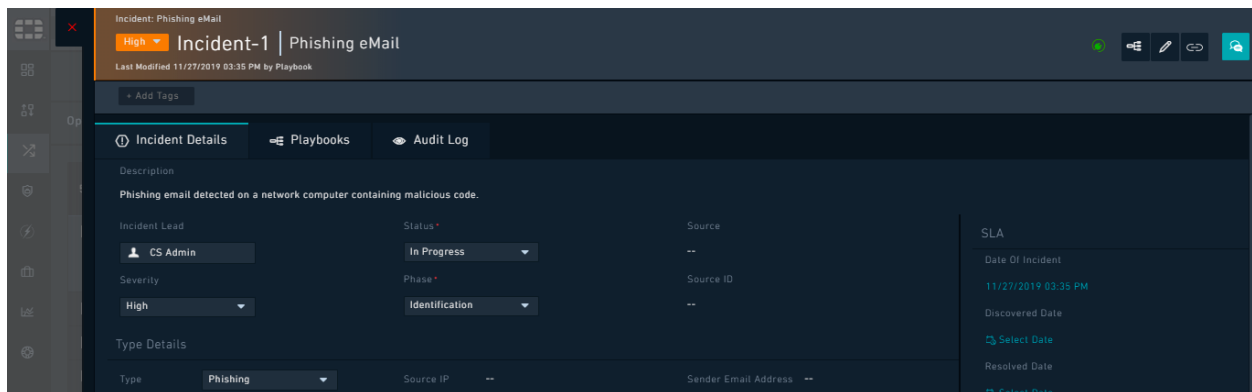 Incident: Phishing eMail
High Incident-1 | Phishing eMail
Last Modified 11/27/2019 03:35 PM by Playbook
+ Add Tags
Op
Incident Details Playbooks Audit Log
Description
Phishing email detected on a network computer containing malicious code.
Incident Lead Status* Source
CS Admin In Progress --
Severity Phase* Source ID
High Identification --
Type Details
Type Phishing Source IP -- Sender Email Address --
SLA
Date Of Incident
11/27/2019 03:35 PM
Discovered Date
Select Date
Resolved Date
Select Date